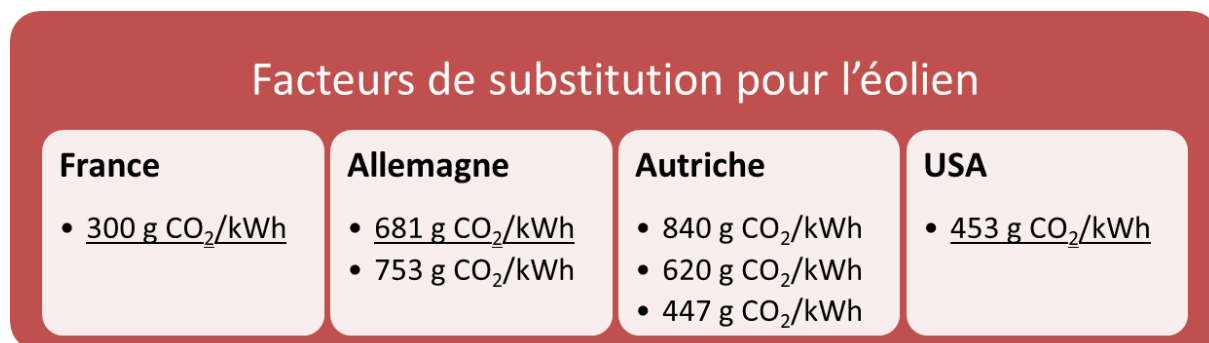 Facteurs de substitution pour l’éolien
France
• 300 g CO₂/kWh
Allemagne
• 681 g CO₂/kWh
• 753 g CO₂/kWh
Autriche
• 840 g CO₂/kWh
• 620 g CO₂/kWh
• 447 g CO₂/kWh
USA
• 453 g CO₂/kWh